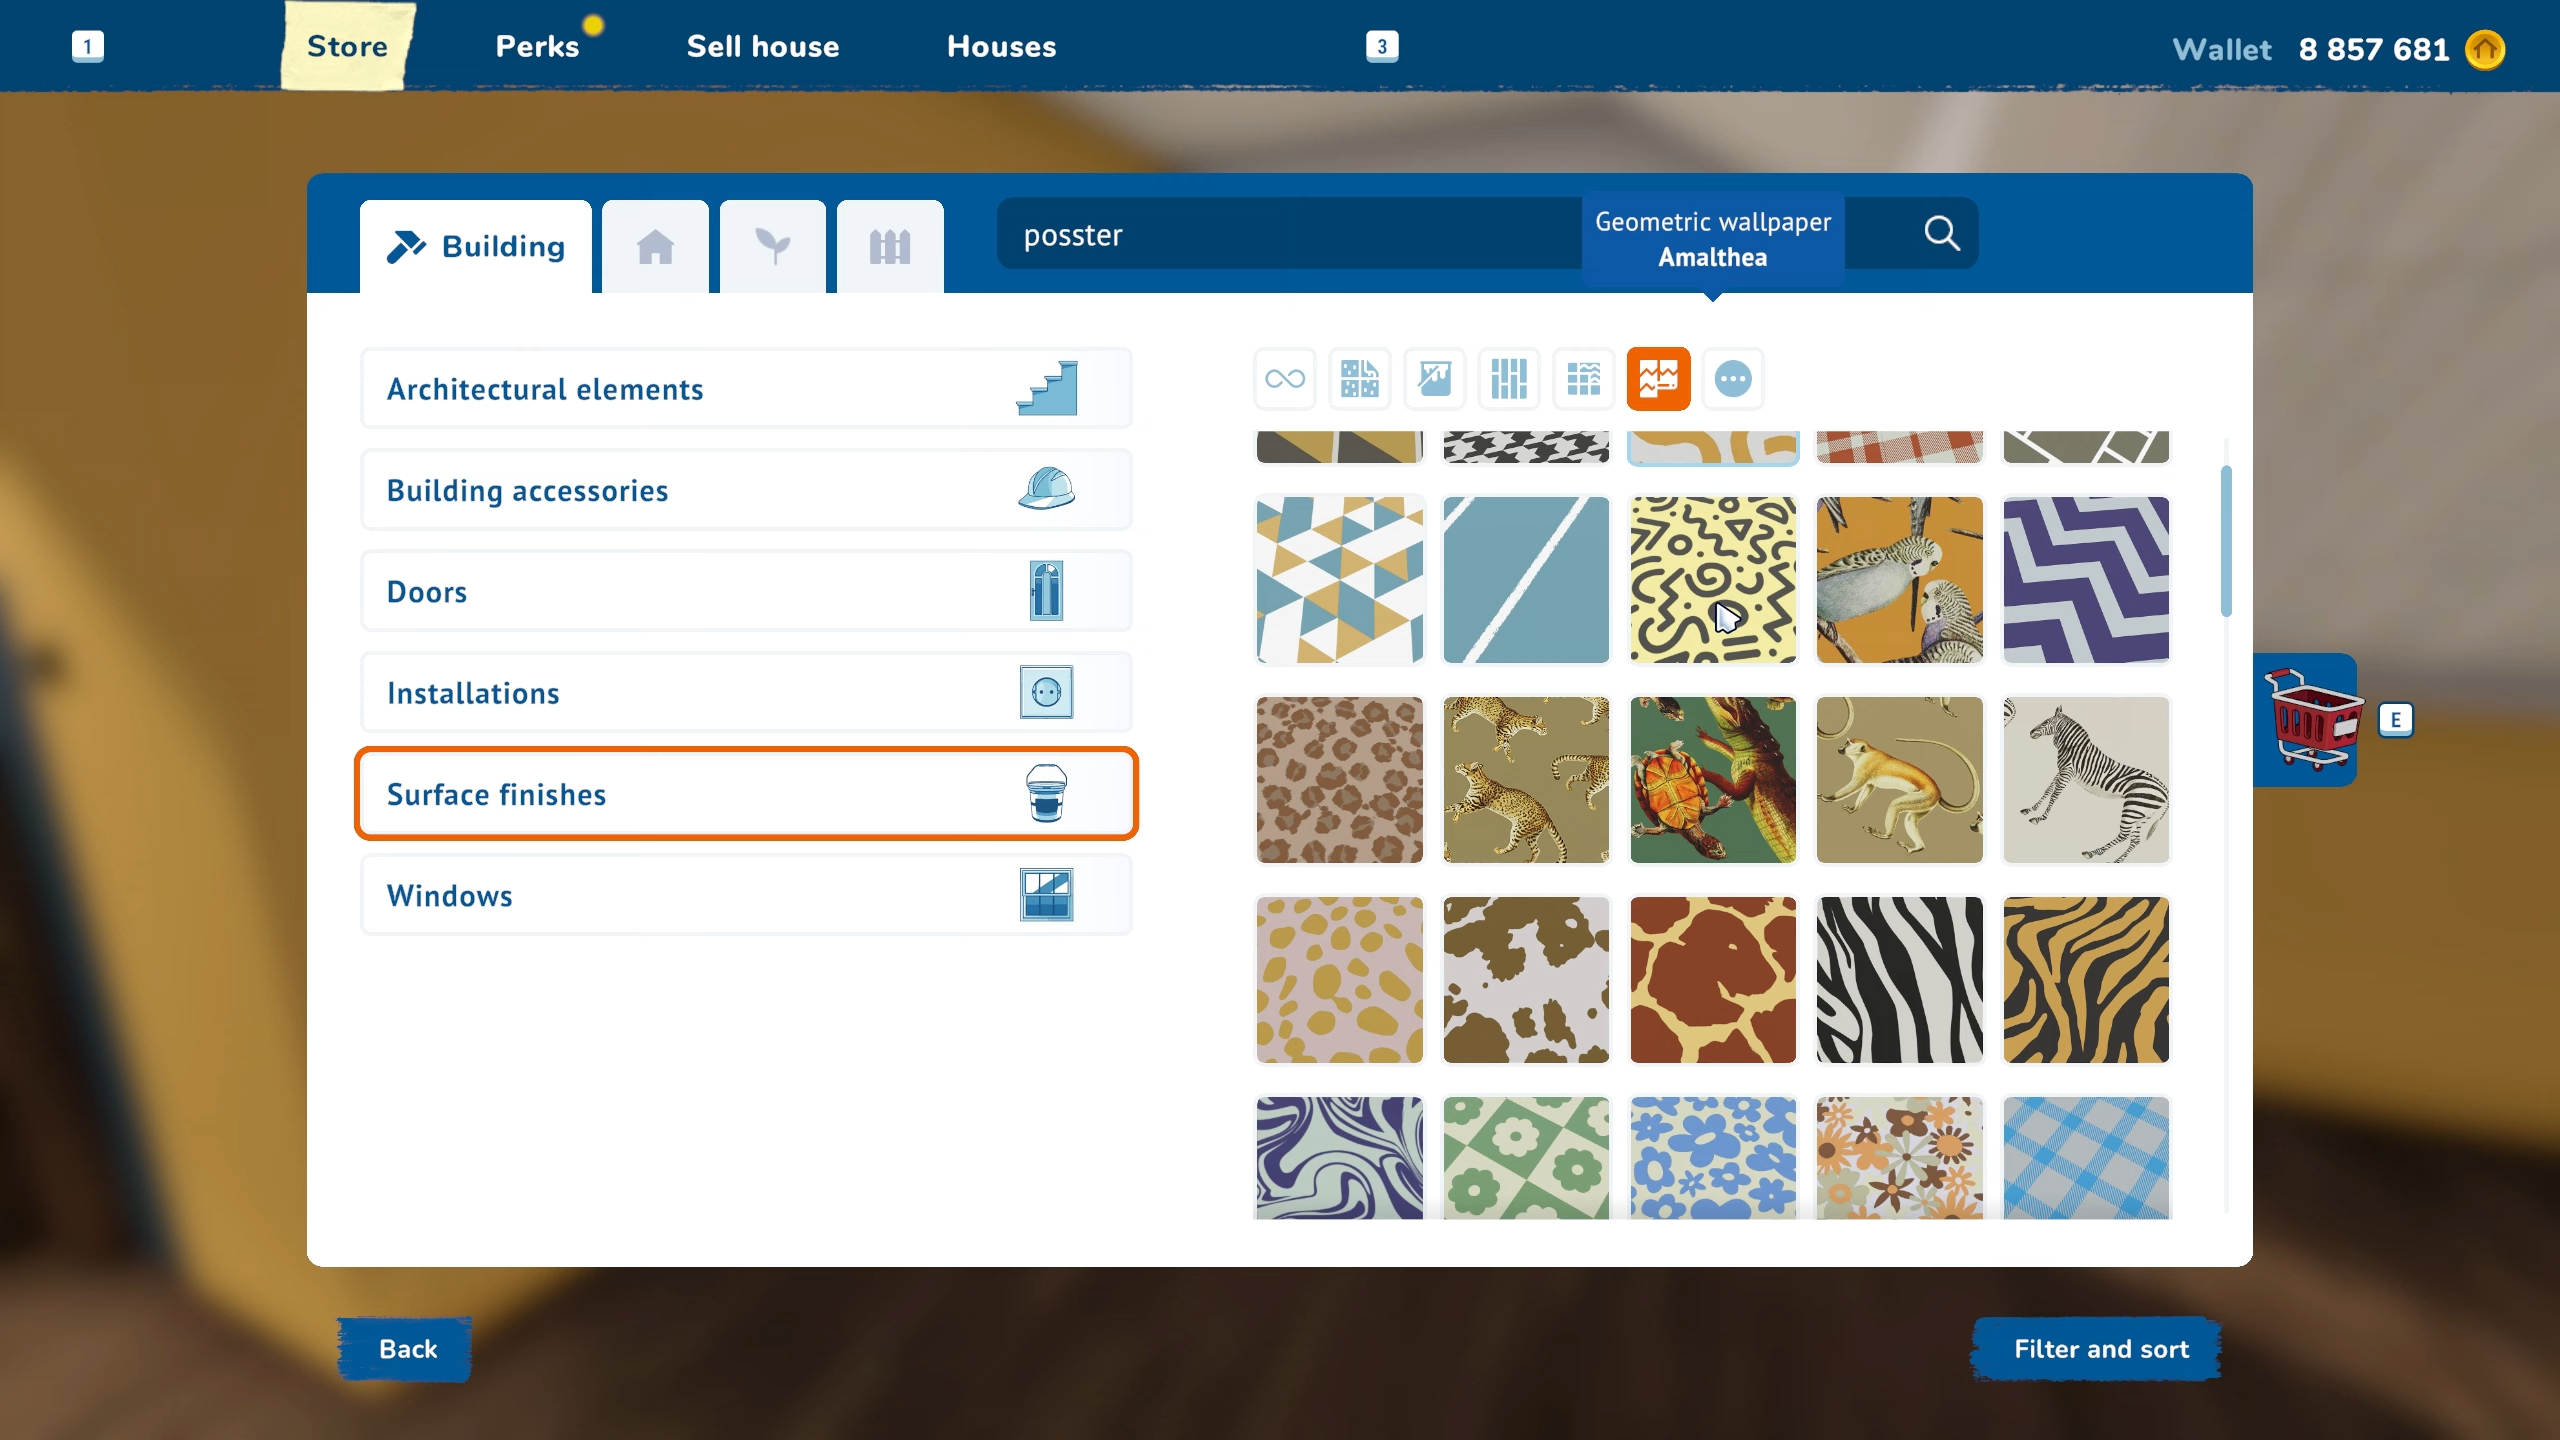 1
Store
Perks
Sell house
Houses
3
Wallet 8 857 681
Building
posster
Geometric wallpaper
Amalthea
Architectural elements
Building accessories
Doors
Installations
Surface finishes
Windows
E
Back
Filter and sort